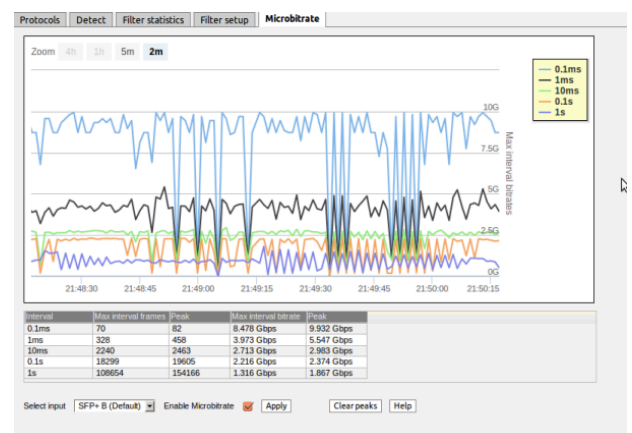 Protocols Detect Filter statistics Filter setup Microbitrate
Zoom 4h 1h 5m 2m
0.1ms
1ms
10ms
0.1s
1s
10G
7.5G
5G
2.5G
0G
Max interval bitrates
21:48:30 21:48:45 21:49:00 21:49:15 21:49:30 21:49:45 21:50:00 21:50:15
Interval Max interval frames Peak Max interval bitrate Peak
0.1ms 70 82 8.478 Gbps 9.932 Gbps
1ms 328 458 3.973 Gbps 5.547 Gbps
10ms 2240 2463 2.713 Gbps 2.983 Gbps
0.1s 18299 19605 2.216 Gbps 2.374 Gbps
1s 108654 154166 1.316 Gbps 1.867 Gbps
Select input SFP+ B (Default) Enable Microbitrate Apply Clear peaks Help